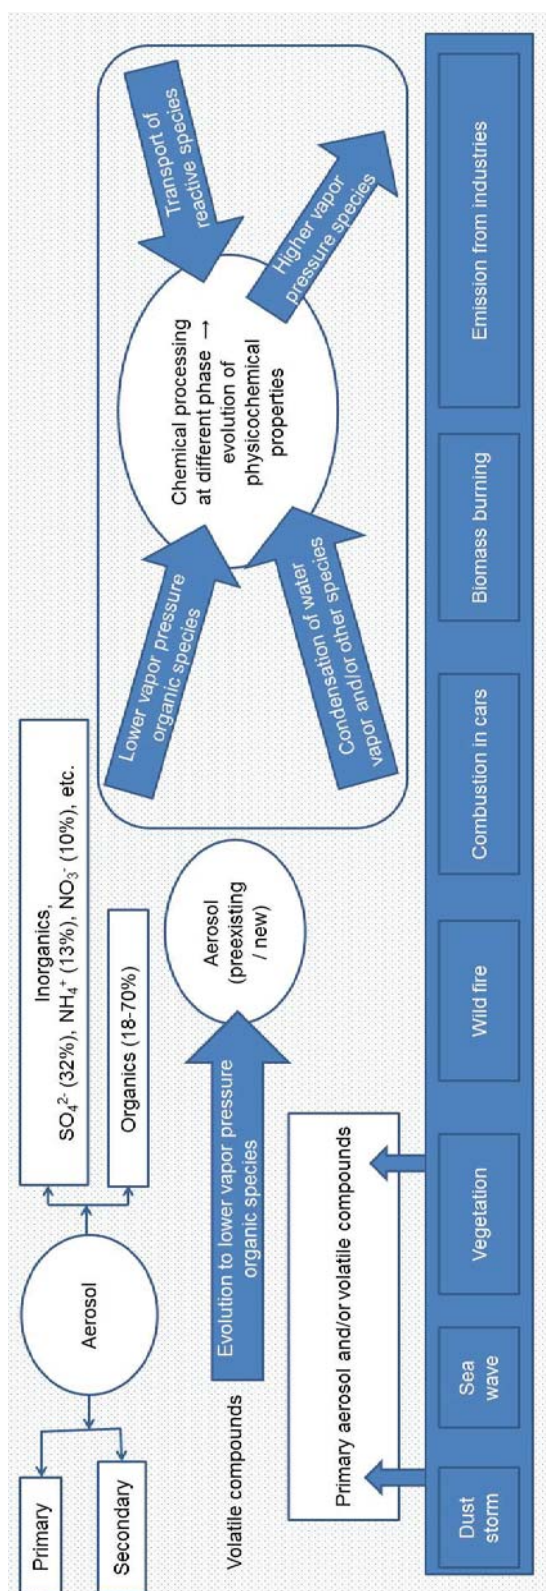 Primary
Secondary
Aerosol
Inorganics,
SO₄²⁻ (32%), NH₄⁺ (13%), NO₃⁻ (10%), etc.
Organics (18-70%)
Volatile compounds
Evolution to lower vapor pressure
organic species
Aerosol
(preexisting
/ new)
Lower vapor pressure
organic species
Transport of
reactive species
Chemical processing
at different phase →
evolution of
physicochemical
properties
Condensation of water
vapor and/or other species
Higher vapor
pressure species
Primary aerosol and/or volatile compounds
Dust
storm
Sea
wave
Vegetation
Wild fire
Combustion in cars
Biomass burning
Emission from industries